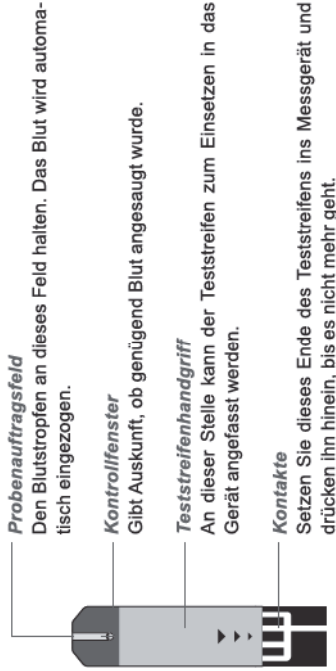 Probenauftragsfeld
Den Blutstropfen an dieses Feld halten. Das Blut wird automa-
tisch eingezogen.
Kontrollfenster
Gibt Auskunft, ob genügend Blut angesaugt wurde.
Teststreifenhandgriff
An dieser Stelle kann der Teststreifen zum Einsetzen in das
Gerät angefasst werden.
Kontakte
Setzen Sie dieses Ende des Teststreifens ins Messgerät und
drücken ihn hinein, bis es nicht mehr geht.